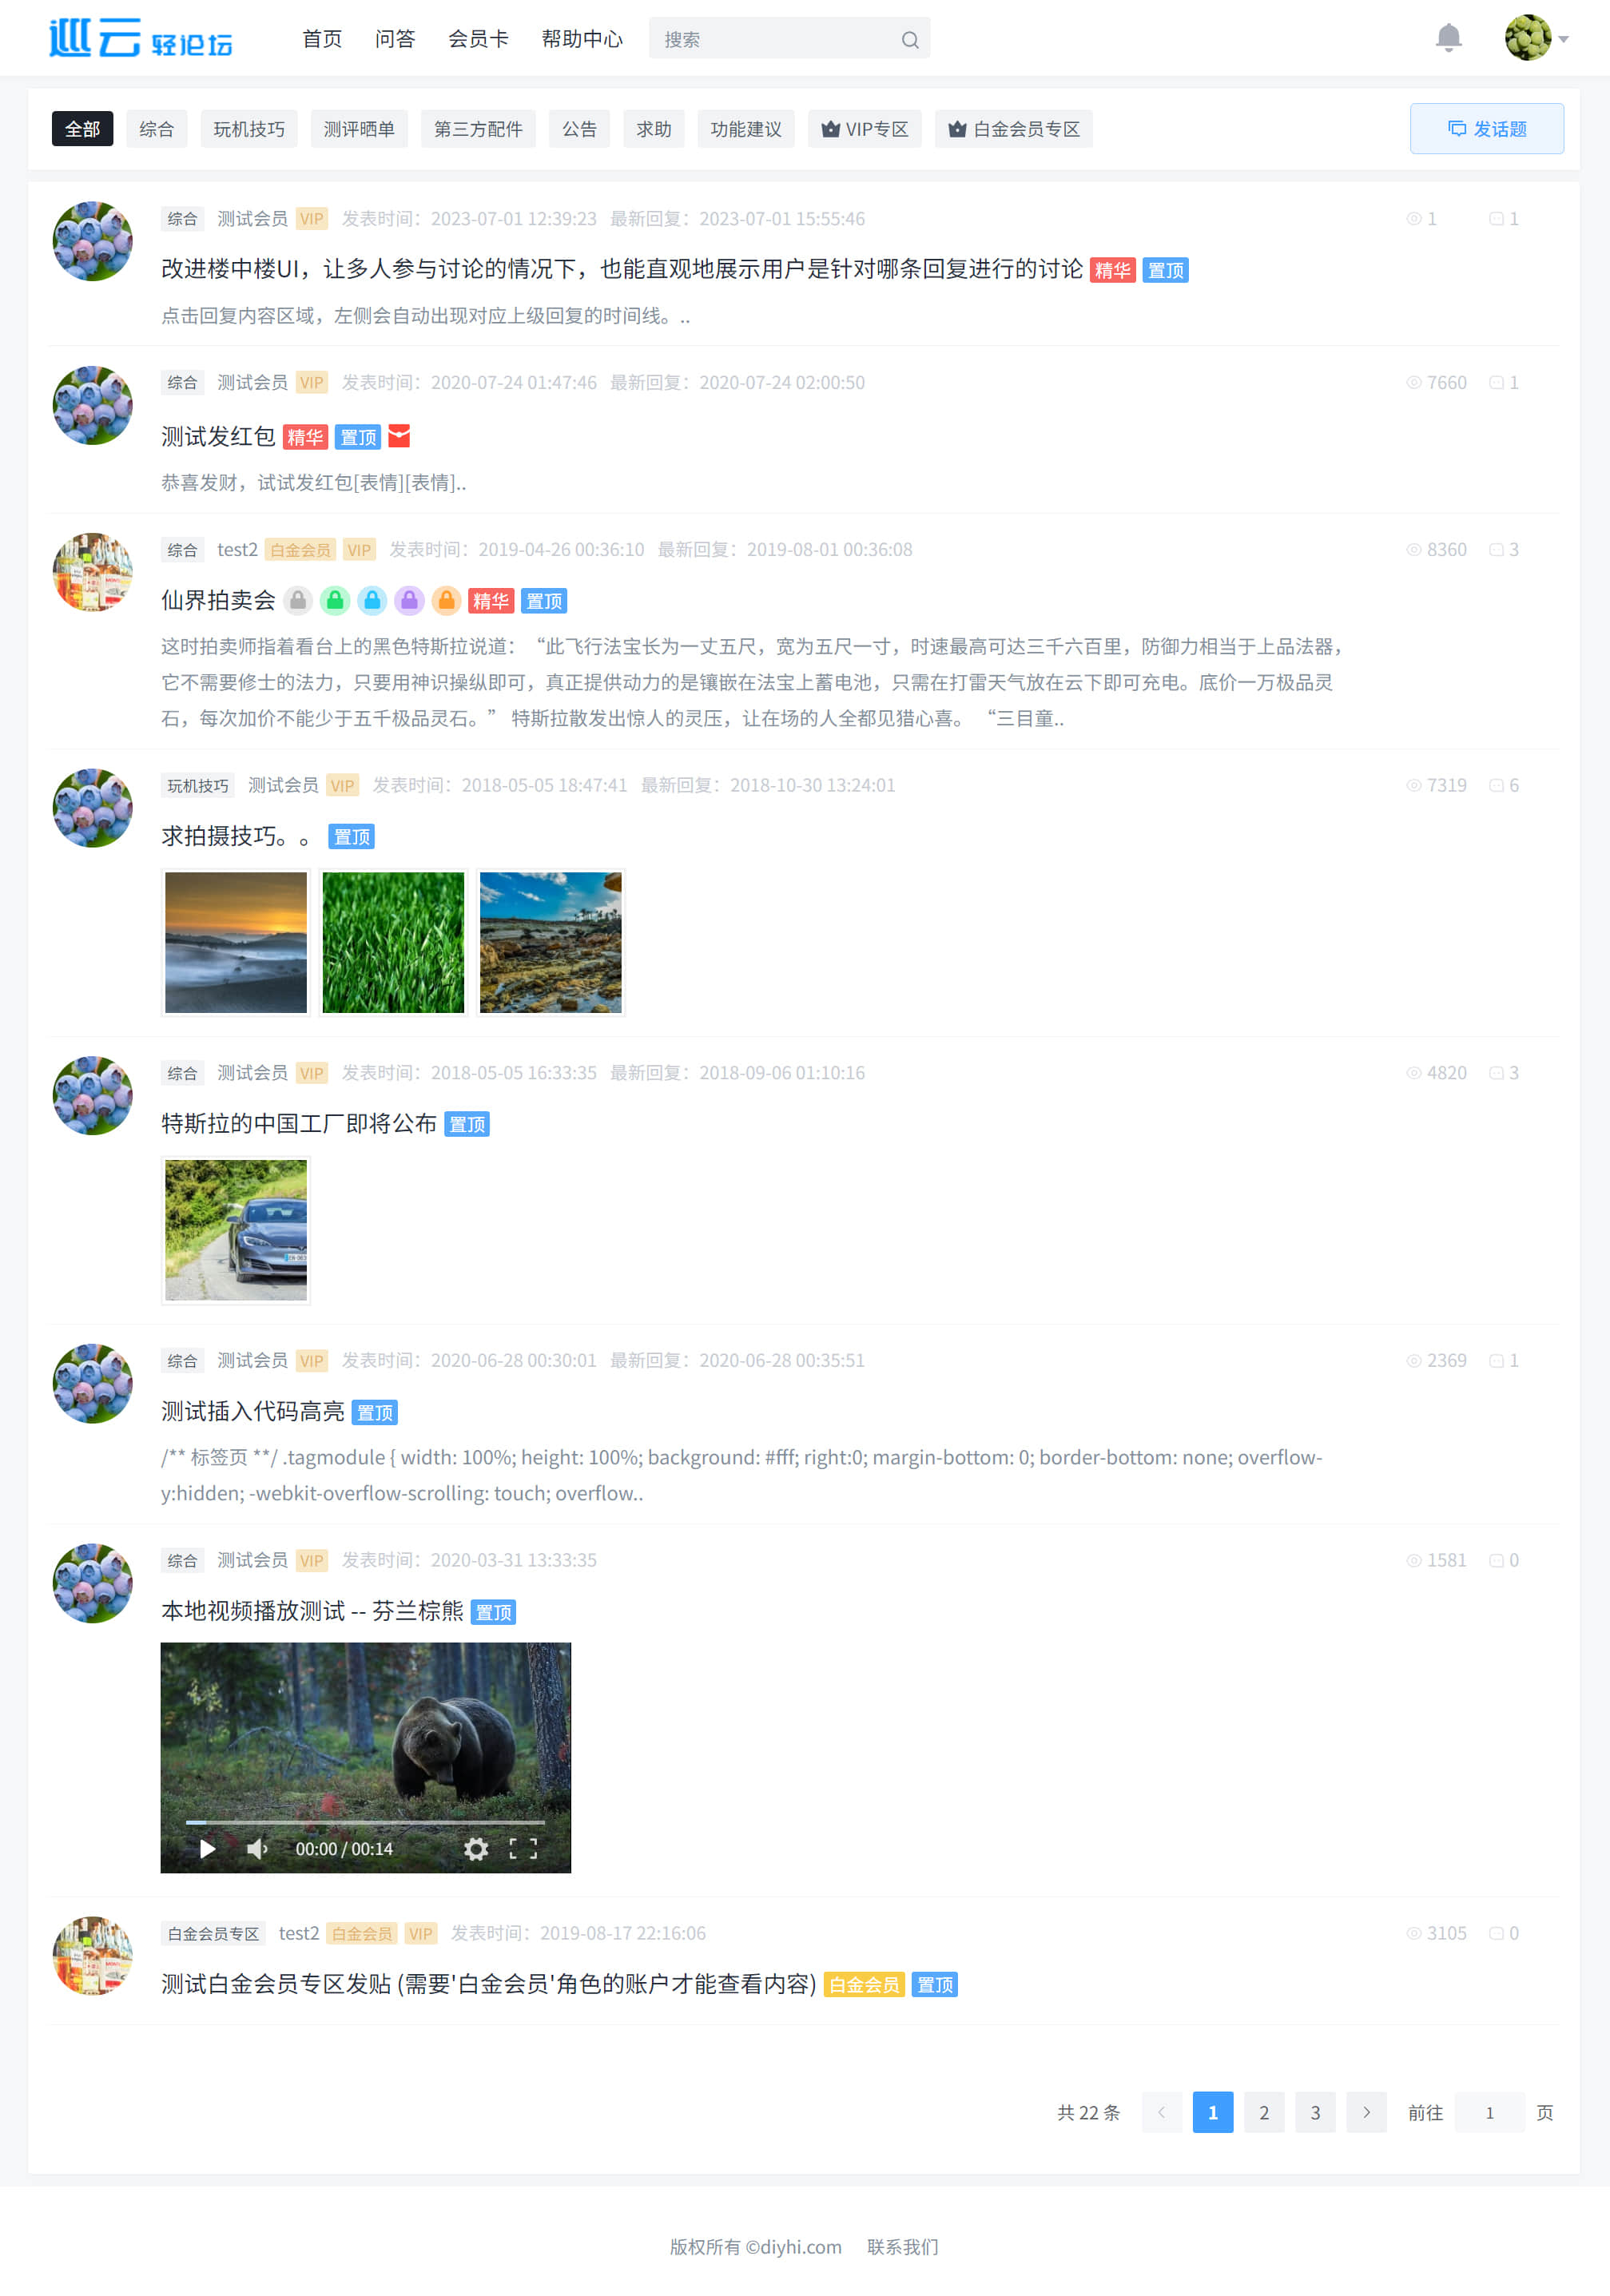 巡云 轻论坛
首页 问答 会员卡 帮助中心 搜索
全部 综合 玩机技巧 测评晒单 第三方配件 公告 求助 功能建议 VIP专区 白金会员专区 发话题
综合 测试会员 VIP 发表时间：2023-07-01 12:39:23 最新回复：2023-07-01 15:55:46 1 1
改进楼中楼UI，让多人参与讨论的情况下，也能直观地展示用户是针对哪条回复进行的讨论 精华 置顶
点击回复内容区域，左侧会自动出现对应上级回复的时间线。..
综合 测试会员 VIP 发表时间：2020-07-24 01:47:46 最新回复：2020-07-24 02:00:50 7660 1
测试发红包 精华 置顶
恭喜发财，试试发红包[表情][表情]..
综合 test2 白金会员 VIP 发表时间：2019-04-26 00:36:10 最新回复：2019-08-01 00:36:08 8360 3
仙界拍卖会 精华 置顶
这时拍卖师指着看台上的黑色特斯拉说道：“此飞行法宝长为一丈五尺，宽为五尺一寸，时速最高可达三千六百里，防御力相当于上品法器，
它不需要修士的法力，只要用神识操纵即可，真正提供动力的是镶嵌在法宝上蓄电池，只需在打雷天气放在云下即可充电。底价一万极品灵
石，每次加价不能少于五千极品灵石。” 特斯拉散发出惊人的灵压，让在场的人全都见猎心喜。 “三目童..
玩机技巧 测试会员 VIP 发表时间：2018-05-05 18:47:41 最新回复：2018-10-30 13:24:01 7319 6
求拍摄技巧。。 置顶
综合 测试会员 VIP 发表时间：2018-05-05 16:33:35 最新回复：2018-09-06 01:10:16 4820 3
特斯拉的中国工厂即将公布 置顶
综合 测试会员 VIP 发表时间：2020-06-28 00:30:01 最新回复：2020-06-28 00:35:51 2369 1
测试插入代码高亮 置顶
/** 标签页 **/ .tagmodule { width: 100%; height: 100%; background: #fff; right:0; margin-bottom: 0; border-bottom: none; overflow-
y:hidden; -webkit-overflow-scrolling: touch; overflow..
综合 测试会员 VIP 发表时间：2020-03-31 13:33:35 1581 0
本地视频播放测试 -- 芬兰棕熊 置顶
00:00 / 00:14
白金会员专区 test2 白金会员 VIP 发表时间：2019-08-17 22:16:06 3105 0
测试白金会员专区发贴 (需要'白金会员'角色的账户才能查看内容) 白金会员 置顶
共 22 条 1 2 3 前往 1 页
版权所有 ©diyhi.com 联系我们